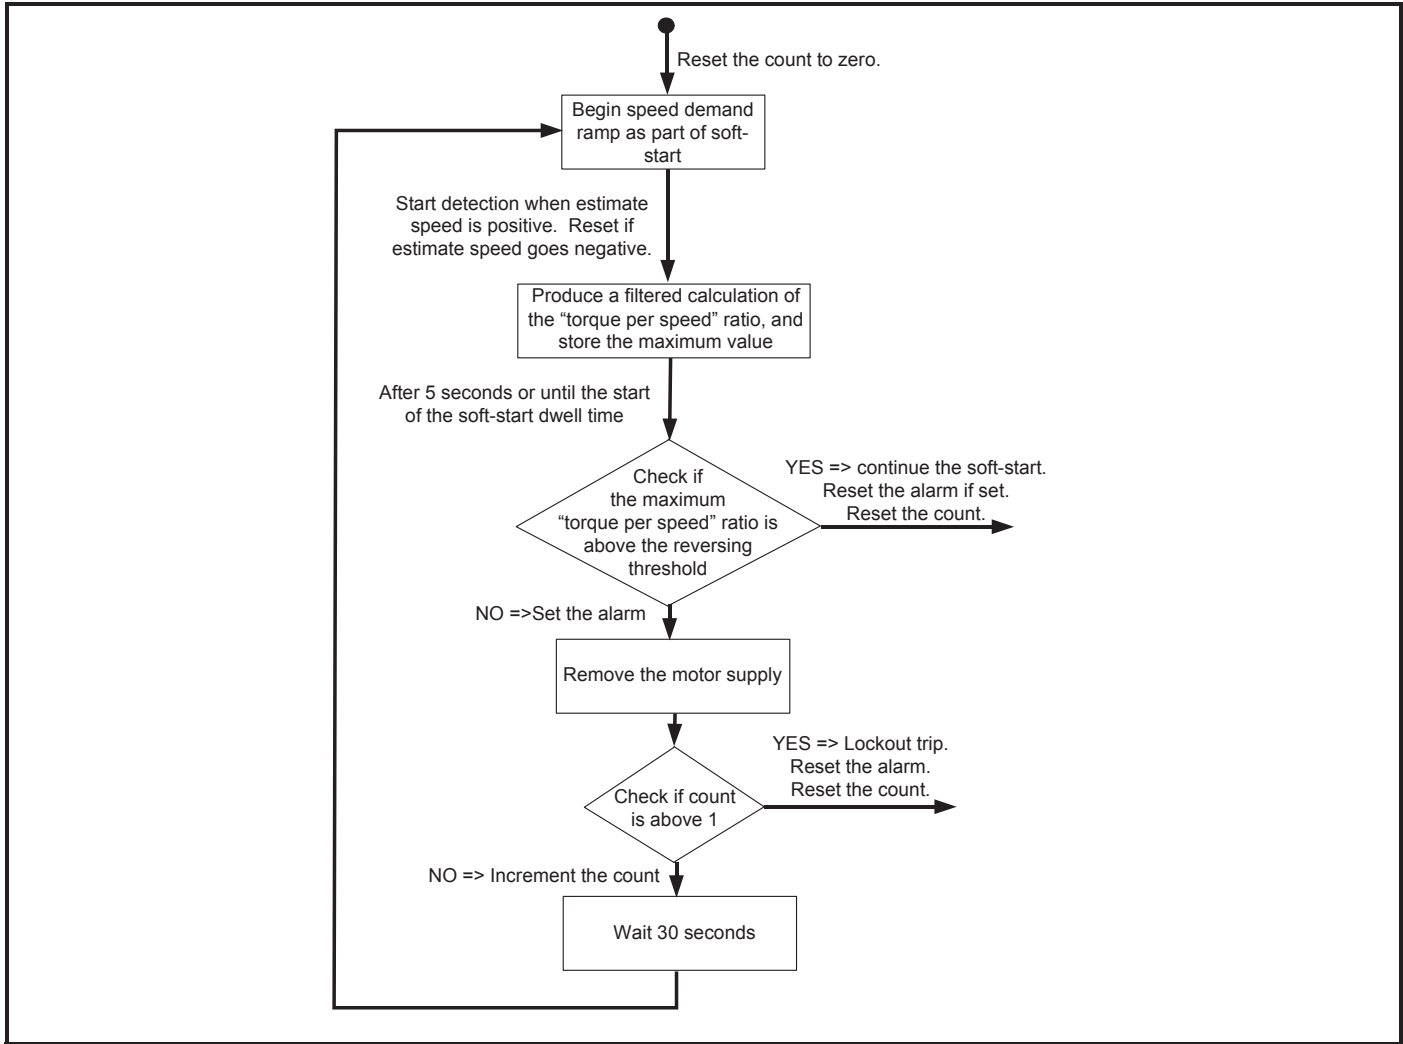 Reset the count to zero.
Begin speed demand
ramp as part of soft-
start
Start detection when estimate
speed is positive.  Reset if
estimate speed goes negative.
Produce a filtered calculation of
the “torque per speed” ratio, and
store the maximum value
After 5 seconds or until the start
of the soft-start dwell time
Check if
the maximum
“torque per speed” ratio is
above the reversing
threshold
YES => continue the soft-start.
Reset the alarm if set.
Reset the count.
NO =>Set the alarm
Remove the motor supply
Check if count
is above 1
YES => Lockout trip.
Reset the alarm.
Reset the count.
NO => Increment the count
Wait 30 seconds